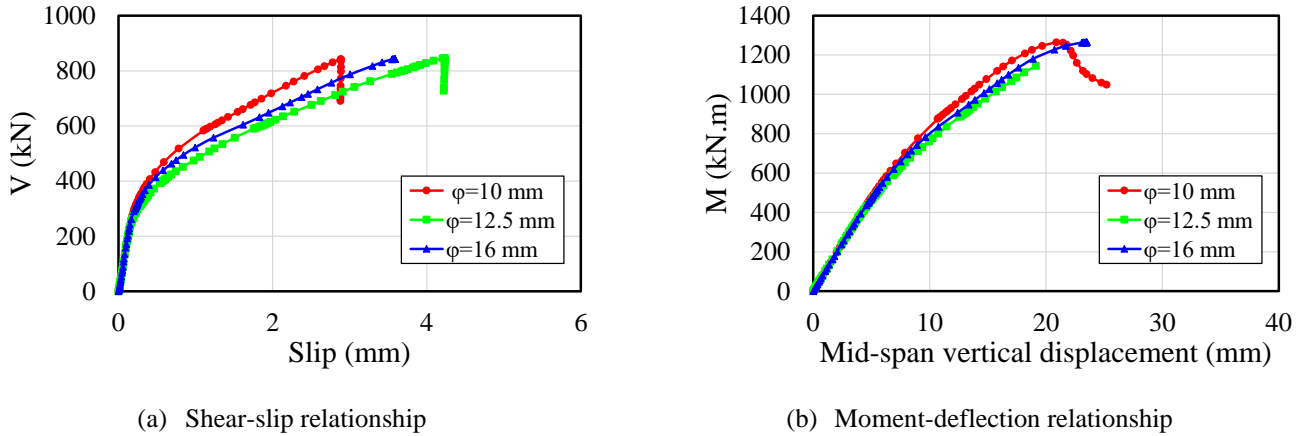 1000
800
600
400
200
0
V (kN)
0 2 4 6
Slip (mm)
φ=10 mm
φ=12.5 mm
φ=16 mm
(a) Shear-slip relationship
1400
1200
1000
800
600
400
200
0
M (kN.m)
0 10 20 30 40
Mid-span vertical displacement (mm)
φ=10 mm
φ=12.5 mm
φ=16 mm
(b) Moment-deflection relationship